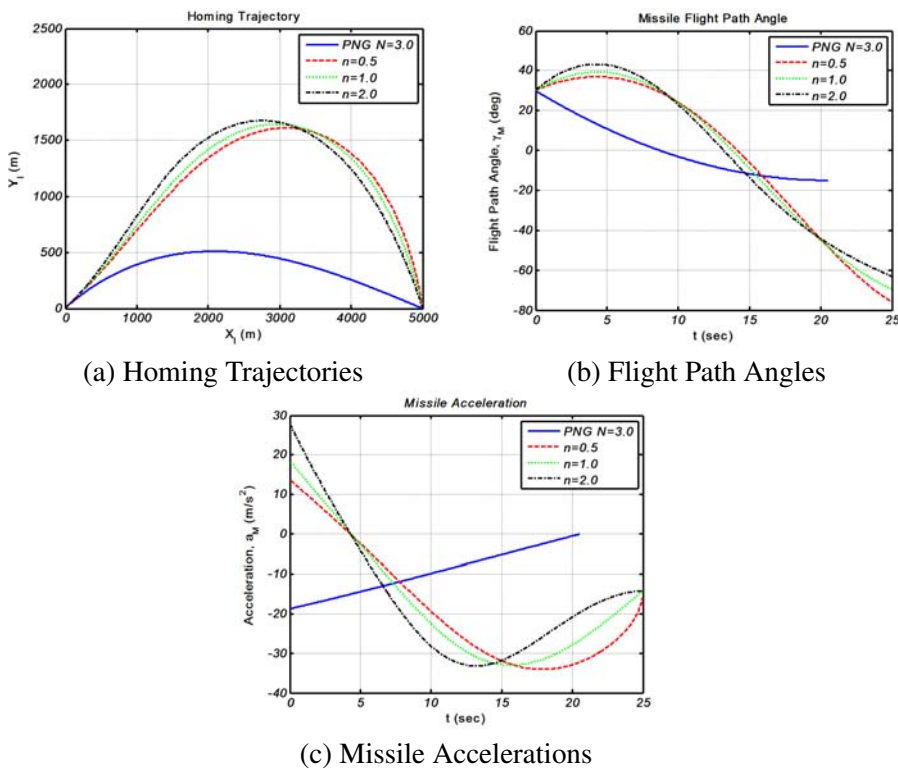 Homing Trajectory
2500
2000
1500
1000
500
0
Y_I (m)
PNG N=3.0
n=0.5
n=1.0
n=2.0
0 1000 2000 3000 4000 5000
X_I (m)
(a) Homing Trajectories
Missile Flight Path Angle
60
40
20
0
-20
-40
-60
-80
Flight Path Angle, γ_M (deg)
PNG N=3.0
n=0.5
n=1.0
n=2.0
0 5 10 15 20 25
t (sec)
(b) Flight Path Angles
Missile Acceleration
30
20
10
0
-10
-20
-30
-40
Acceleration, a_M (m/s²)
PNG N=3.0
n=0.5
n=1.0
n=2.0
0 5 10 15 20 25
t (sec)
(c) Missile Accelerations